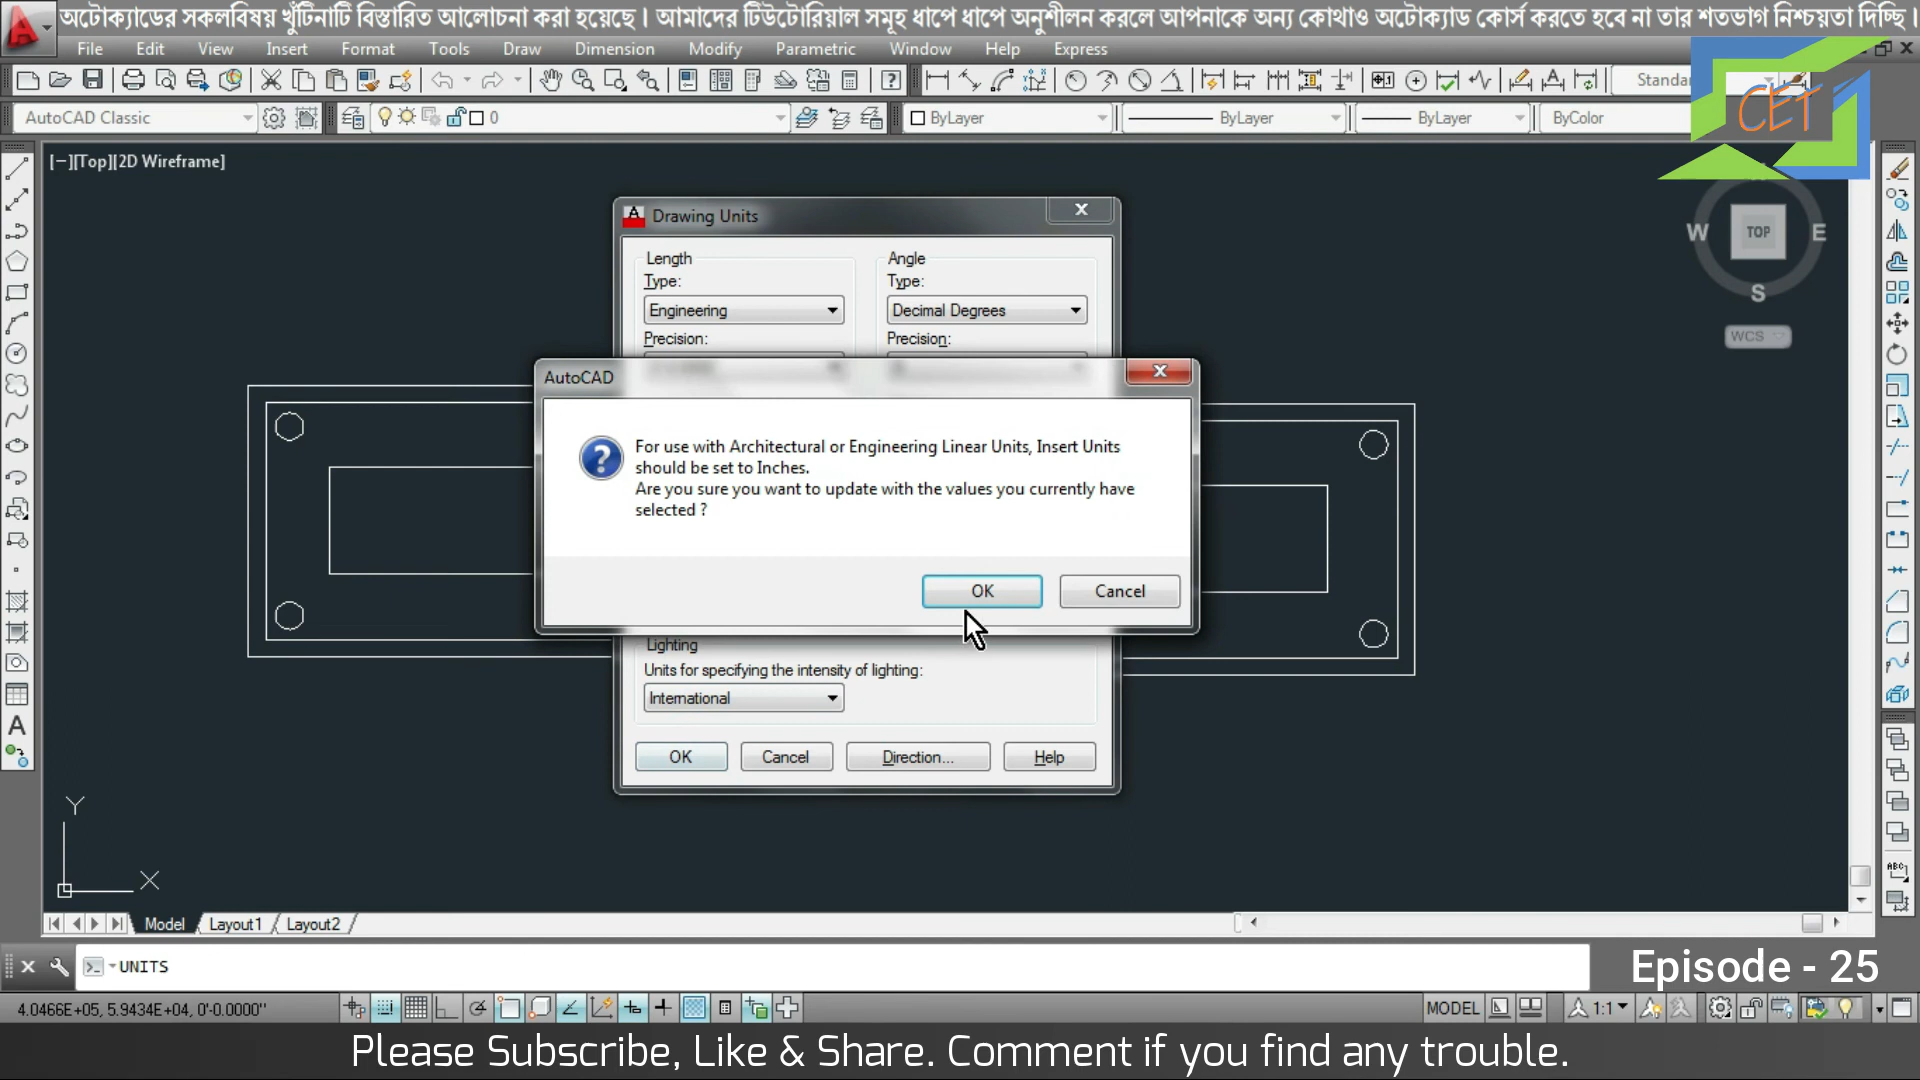 অটোক্যাডের সকলবিষয় খুঁটিনাটি বিস্তারিত আলোচনা করা হয়েছে। আমাদের টিউটোরিয়াল সমূহ ধাপে ধাপে অনুশীলন করলে আপনাকে অন্য কোথাও অটোক্যাড কোর্স করতে হবে না তার শতভাগ নিশ্চয়তা দিচ্ছি।
File Edit View Insert Format Tools Draw Dimension Modify Parametric Window Help Express
Standa
CET
AutoCAD Classic
0
ByLayer
ByLayer
ByLayer
ByColor
[−][Top][2D Wireframe]
W TOP E
S
WCS
Drawing Units
Length
Type:
Engineering
Precision:
Angle
Type:
Decimal Degrees
Precision:
AutoCAD
For use with Architectural or Engineering Linear Units, Insert Units
should be set to Inches.
Are you sure you want to update with the values you currently have
selected ?
OK Cancel
Lighting
Units for specifying the intensity of lighting:
International
OK Cancel Direction... Help
Y
X
Model Layout1 Layout2
UNITS
Episode - 25
4.0466E+05, 5.9434E+04, 0'-0.0000"
MODEL
1:1
Please Subscribe, Like & Share. Comment if you find any trouble.